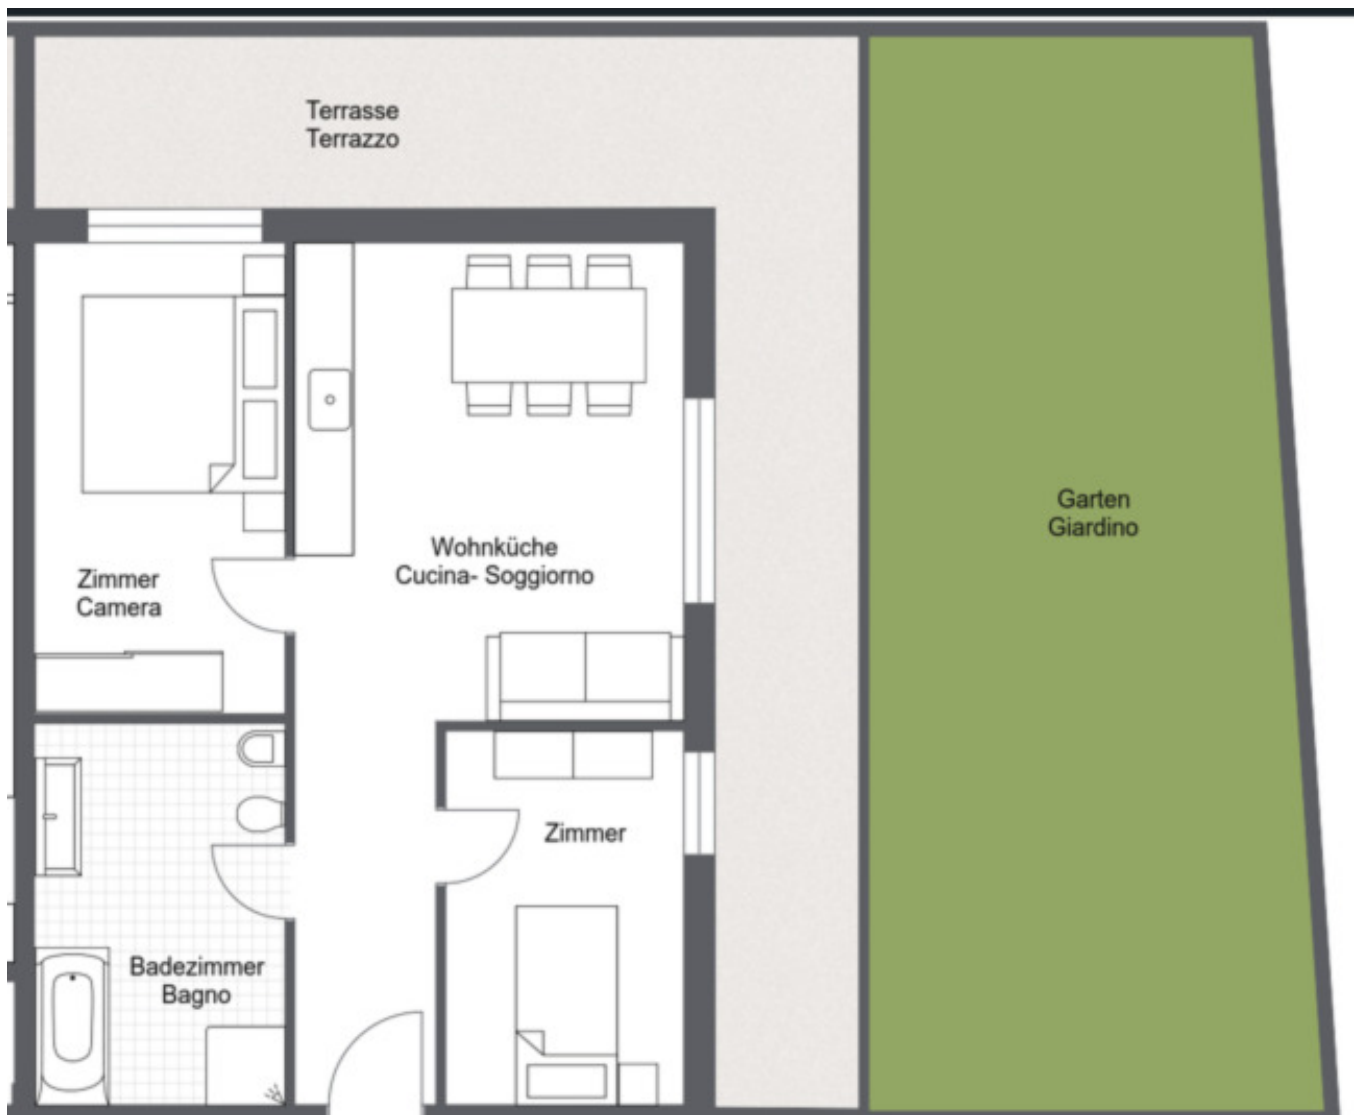 Terrasse
Terrazzo
Garten
Giardino
Wohnküche
Cucina- Soggiorno
Zimmer
Camera
Zimmer
Badezimmer
Bagno